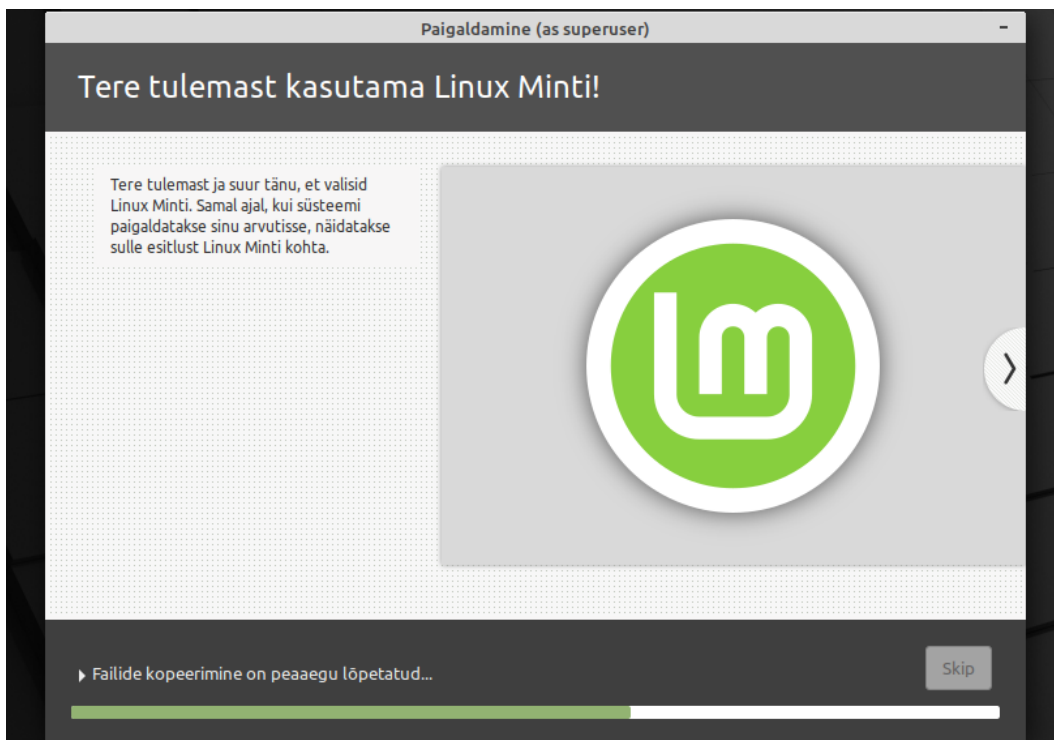 Paigaldamine (as superuser)
Tere tulemast kasutama Linux Minti!
Tere tulemast ja suur tänu, et valisid
Linux Minti. Samal ajal, kui süsteemi
paigaldatakse sinu arvutisse, näidatakse
sulle esitlust Linux Minti kohta.
Failide kopeerimine on peaaegu lõpetatud...
Skip